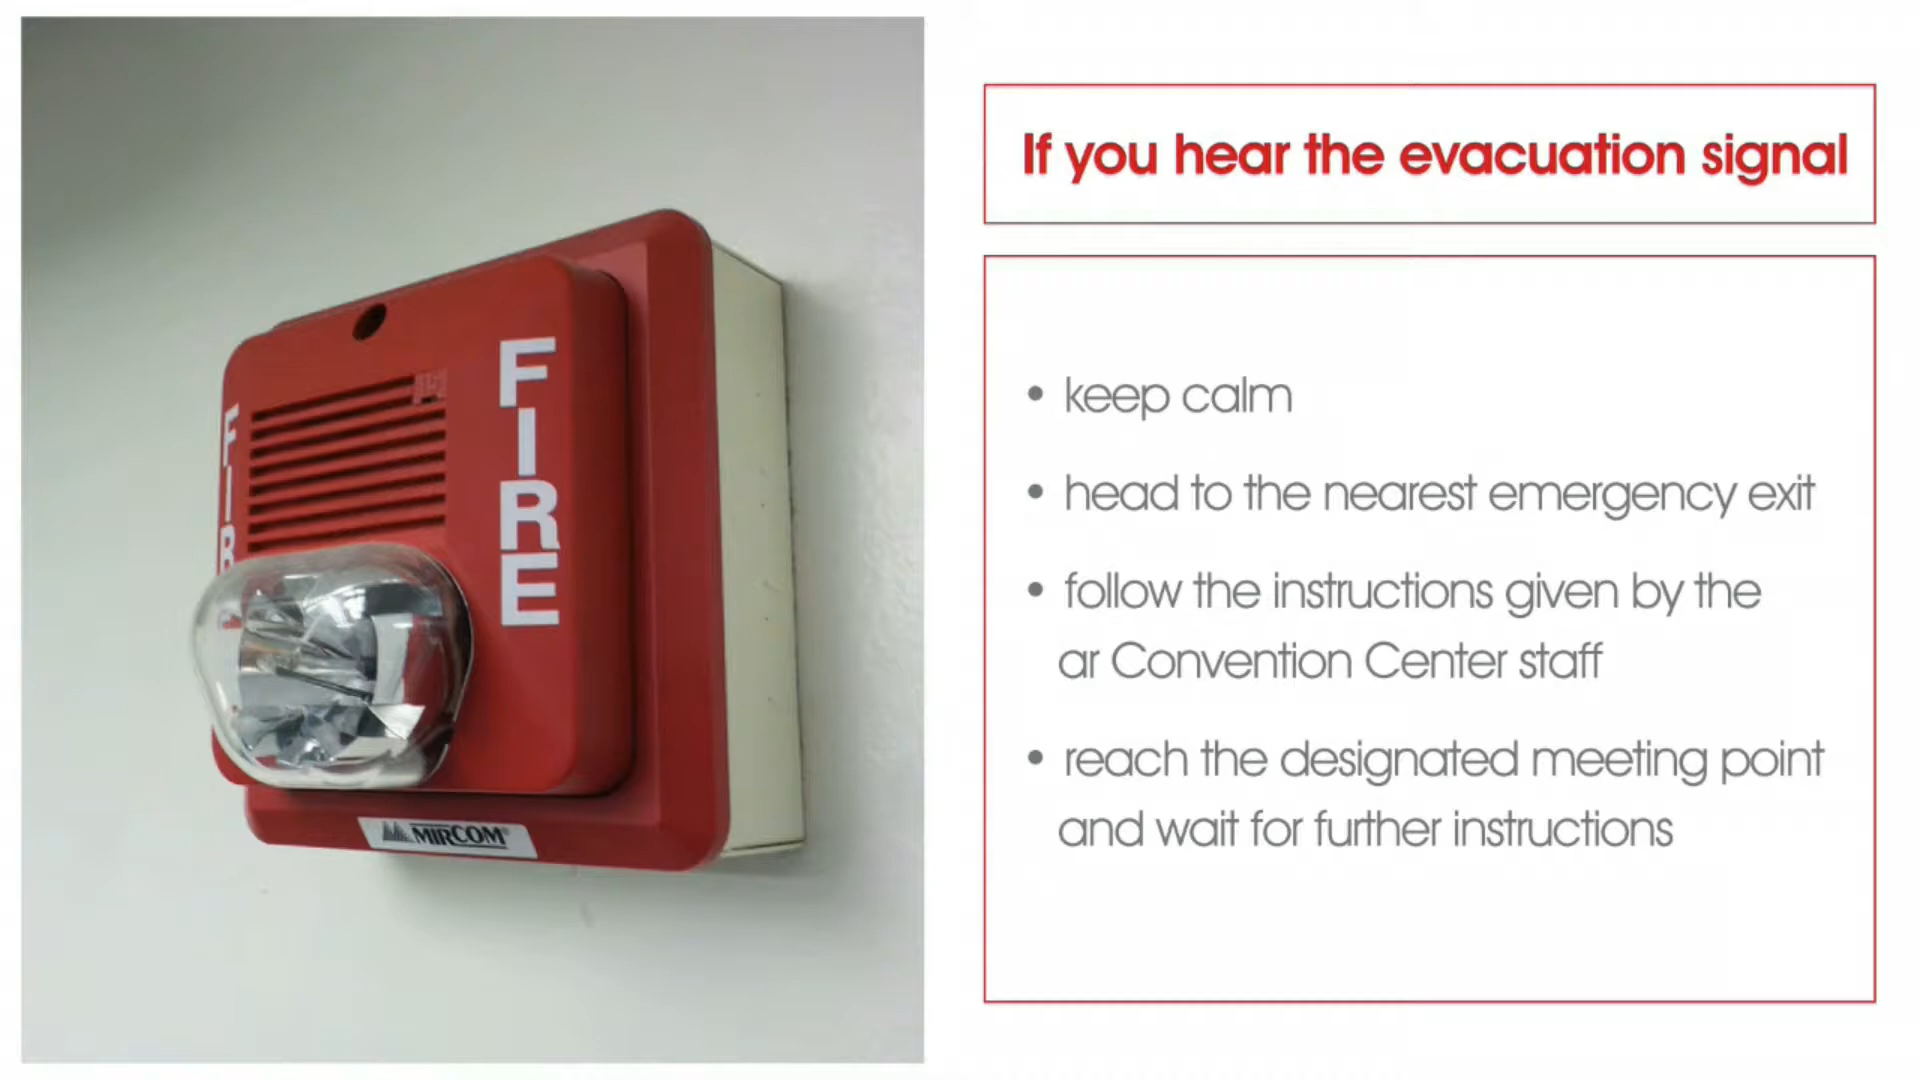 If you hear the evacuation signal
• keep calm
• head to the nearest emergency exit
• follow the instructions given by the
ar Convention Center staff
• reach the designated meeting point
and wait for further instructions
FIRE
FIRE
MIRCOM®